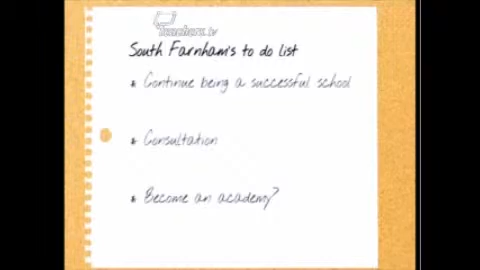 Teachers.tv
South Farnham's to do list
* Continue being a successful school
* Consultation
* Become an academy?